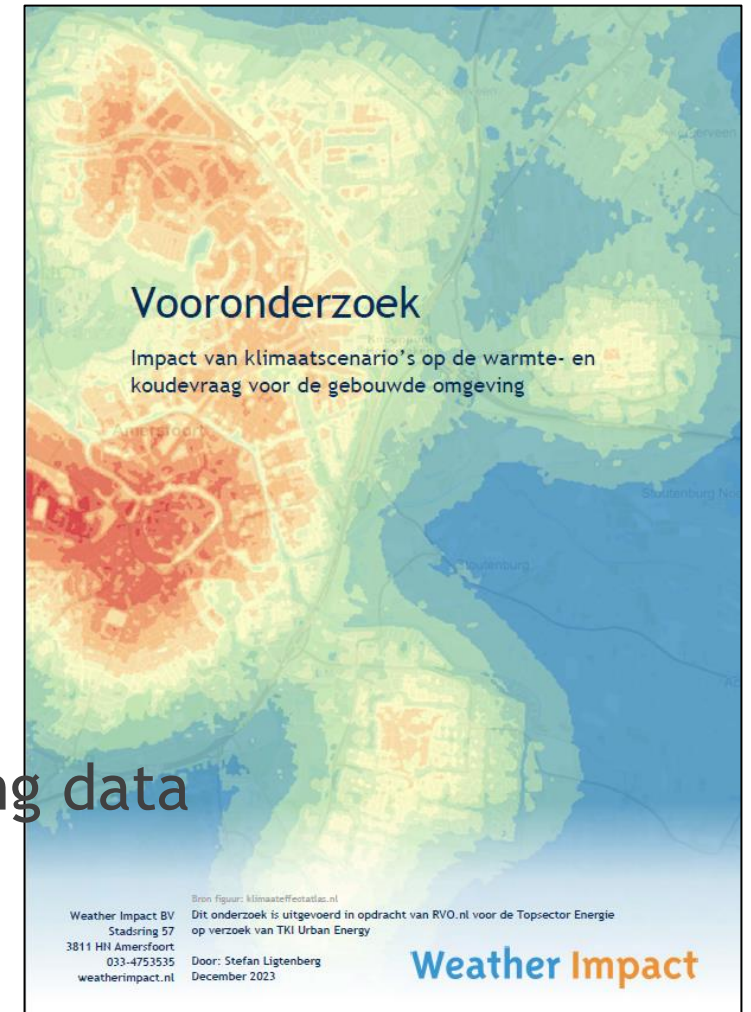 Vooronderzoek
Impact van klimaatscenario's op de warmte- en
koudevraag voor de gebouwde omgeving
Amersfoort
Stoutenburg
data
Bron figuur: klimaateffectatlas.nl
Weather Impact BV
Stadsring 57
3811 HN Amersfoort
033-4753535
weatherimpact.nl
Dit onderzoek is uitgevoerd in opdracht van RVO.nl voor de Topsector Energie
op verzoek van TKI Urban Energy
Door: Stefan Ligtenberg
December 2023
Weather Impact